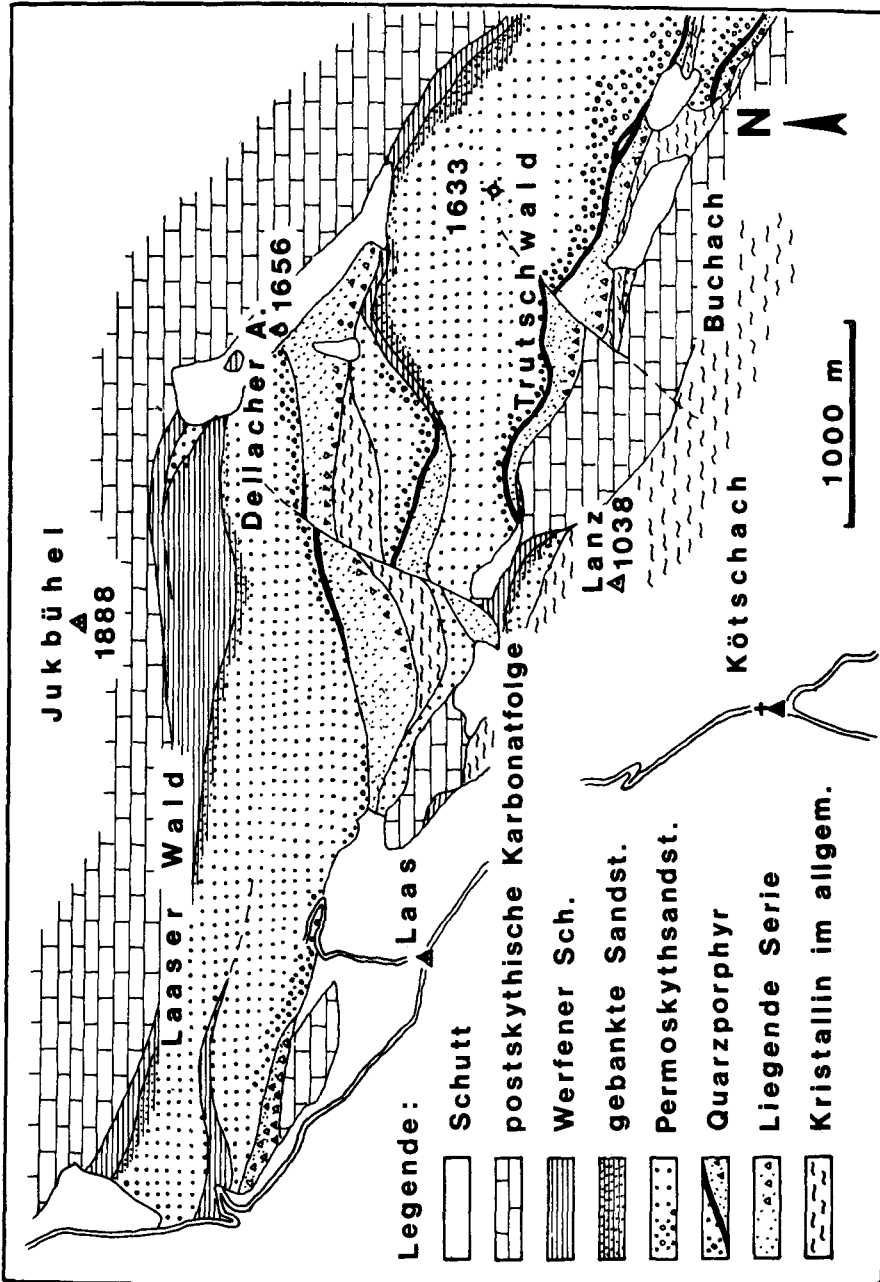 Jukbühel
1888
Laaser Wald
Dellacher A.
1656
1633
Trutschwald
Lanz
1038
Buchach
Kötschach
Laas
N
1000 m
Legende:
Schutt
postskythische Karbonatfolge
Werfener Sch.
gebankte Sandst.
Permoskythsandst.
Quarzporphyr
Liegende Serie
Kristallin im allgem.